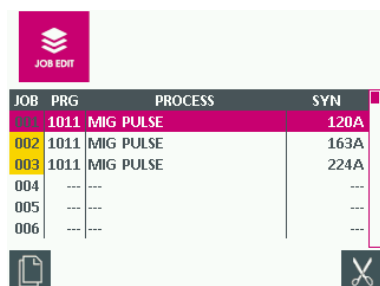 JOB EDIT
JOB PRG PROCESS SYN
001 1011 MIG PULSE 120A
002 1011 MIG PULSE 163A
003 1011 MIG PULSE 224A
004 --- --- ---
005 --- --- ---
006 --- --- ---